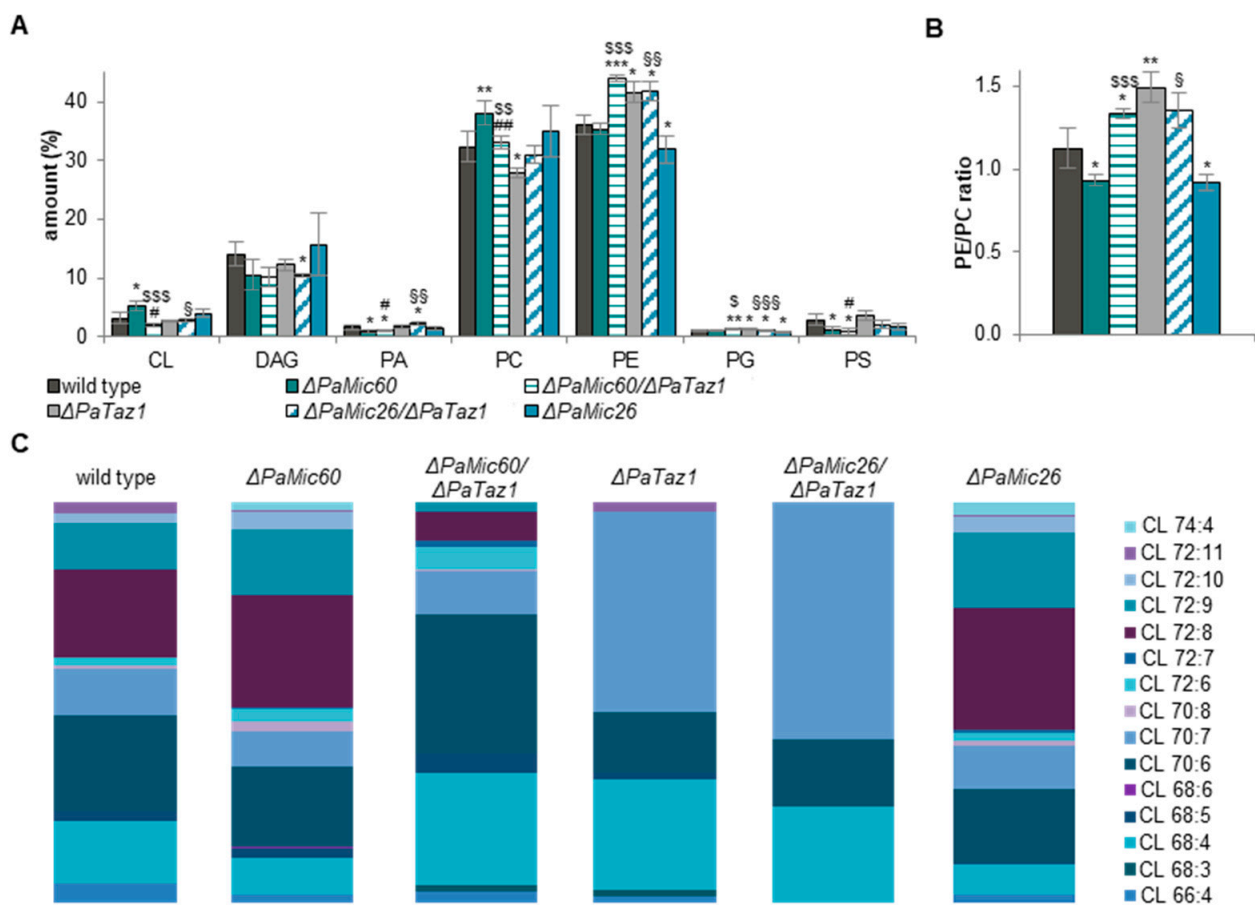 A
B
amount (%)
40
30
20
10
0
*
$$$
#
§
*
*
#
*
§§
*
**
$$
##
*
$$$
***
*
§§
*
*
$
**
*
§§§
*
*
*
#
*
CL DAG PA PC PE PG PS
wild type ΔPaMic60 ΔPaMic60/ΔPaTaz1
ΔPaTaz1 ΔPaMic26/ΔPaTaz1 ΔPaMic26
PE/PC ratio
1.5
1.0
0.5
0.0
*
$$$
*
**
§
*
C
wild type
ΔPaMic60
ΔPaMic60/
ΔPaTaz1
ΔPaTaz1
ΔPaMic26/
ΔPaTaz1
ΔPaMic26
CL 74:4
CL 72:11
CL 72:10
CL 72:9
CL 72:8
CL 72:7
CL 72:6
CL 70:8
CL 70:7
CL 70:6
CL 68:6
CL 68:5
CL 68:4
CL 68:3
CL 66:4